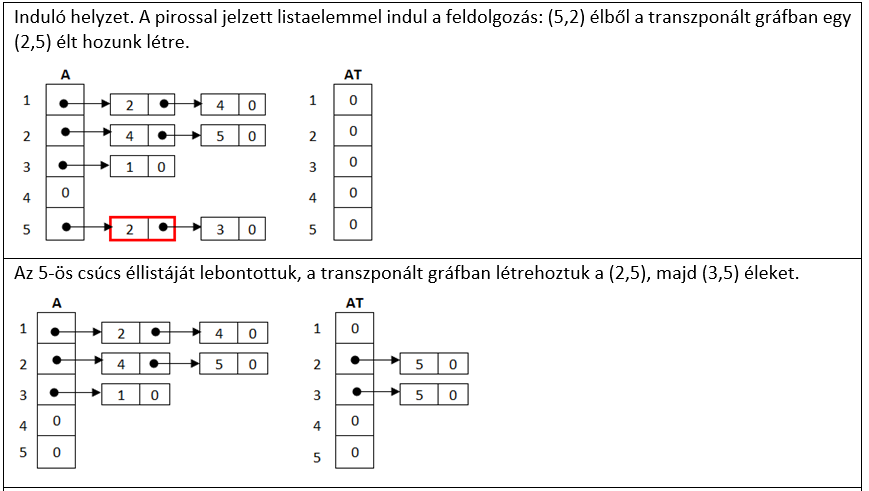 Induló helyzet. A pirossal jelzett listaelemmel indul a feldolgozás: (5,2) élből a transzponált gráfban egy
(2,5) élt hozunk létre.
A AT
1 2 4 0 1 0
2 4 5 0 2 0
3 1 0 3 0
4 0 4 0
5 2 3 0 5 0
Az 5-ös csúcs éllistáját lebontottuk, a transzponált gráfban létrehoztuk a (2,5), majd (3,5) éleket.
A AT
1 2 4 0 1 0
2 4 5 0 2 5 0
3 1 0 3 5 0
4 0 4 0
5 0 5 0